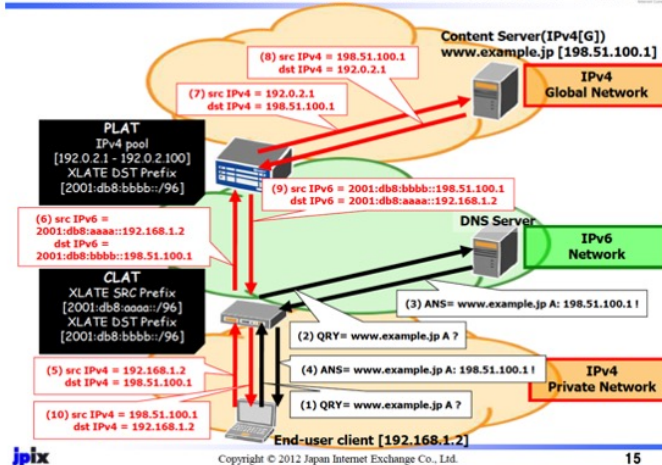 Content Server(IPv4[G])
www.example.jp [198.51.100.1]
IPv4
Global Network
(8) src IPv4 = 198.51.100.1
dst IPv4 = 192.0.2.1
(7) src IPv4 = 192.0.2.1
dst IPv4 = 198.51.100.1
PLAT
IPv4 pool
[192.0.2.1 - 192.0.2.100]
XLATE DST Prefix
[2001:db8:bbbb::/96]
(9) src IPv6 = 2001:db8:bbbb::198.51.100.1
dst IPv6 = 2001:db8:aaaa::192.168.1.2
(6) src IPv6 =
2001:db8:aaaa::192.168.1.2
dst IPv6 =
2001:db8:bbbb::198.51.100.1
DNS Server
IPv6
Network
CLAT
XLATE SRC Prefix
[2001:db8:aaaa::/96]
XLATE DST Prefix
[2001:db8:bbbb::/96]
(3) ANS= www.example.jp A: 198.51.100.1 !
(2) QRY= www.example.jp A ?
(5) src IPv4 = 192.168.1.2
dst IPv4 = 198.51.100.1
(4) ANS= www.example.jp A: 198.51.100.1 !
IPv4
Private Network
(10) src IPv4 = 198.51.100.1
dst IPv4 = 192.168.1.2
(1) QRY= www.example.jp A ?
End-user client [192.168.1.2]
jpix
Copyright © 2012 Japan Internet Exchange Co., Ltd.
15